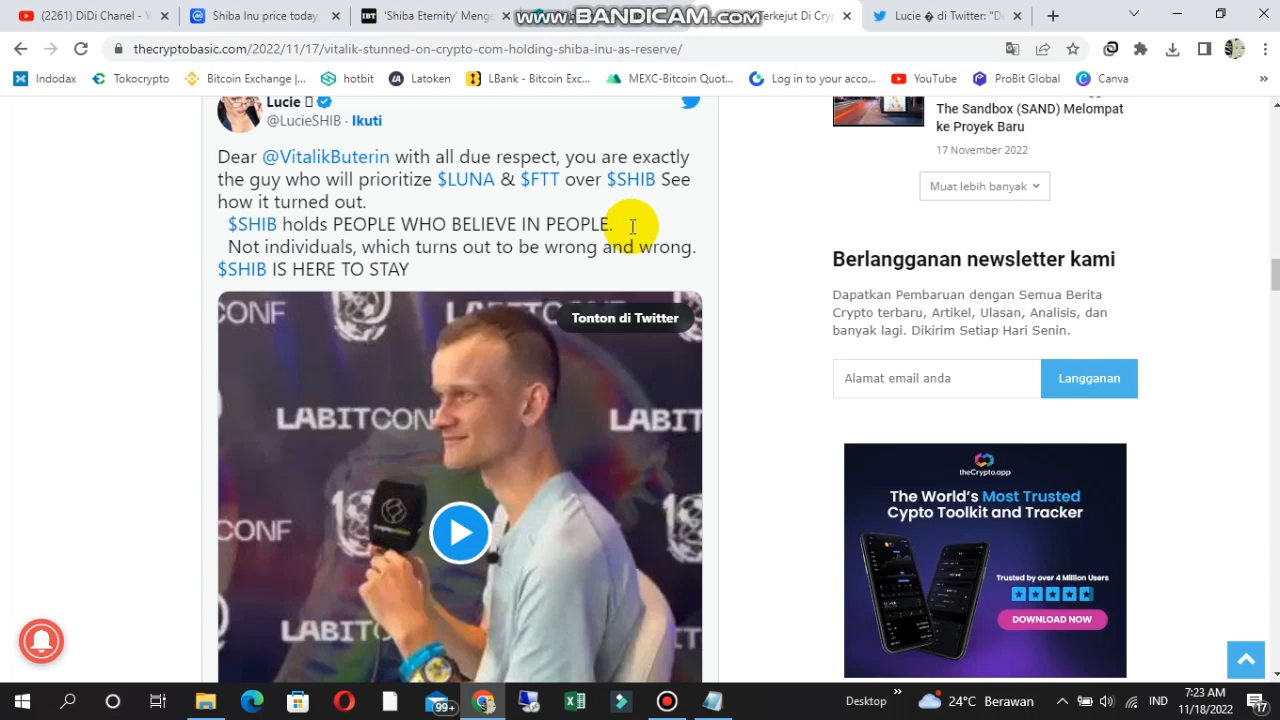 (2261) DiDi Channel - Y
Shiba Inu price today,
'Shiba Eternity' Meng
www.BANDICAM.com
Terkejut Di Cry
Lucie � di Twitter: "D
thecryptobasic.com/2022/11/17/vitalik-stunned-on-crypto-com-holding-shiba-inu-as-reserve/
Indodax
Tokocrypto
Bitcoin Exchange |...
hotbit
Latoken
LBank - Bitcoin Exc...
MEXC-Bitcoin Quot...
Log in to your acco...
YouTube
ProBit Global
Canva
»
Lucie
@LucieSHIB · Ikuti
Dear @VitalikButerin with all due respect, you are exactly
the guy who will prioritize $LUNA & $FTT over $SHIB See
how it turned out.
$SHIB holds PEOPLE WHO BELIEVE IN PEOPLE.
Not individuals, which turns out to be wrong and wrong.
$SHIB IS HERE TO STAY
CONF
LABITCONF
Tonton di Twitter
LABITCONF
LABIT
CONF
LABIT
The Sandbox (SAND) Melompat
ke Proyek Baru
17 November 2022
Muat lebih banyak
Berlangganan newsletter kami
Dapatkan Pembaruan dengan Semua Berita
Crypto terbaru, Artikel, Ulasan, Analisis, dan
banyak lagi. Dikirim Setiap Hari Senin.
Alamat email anda
Langganan
theCrypto.app
The World's Most Trusted
Cypto Toolkit and Tracker
Trusted by over 4 Million Users
DOWNLOAD NOW
99+
Desktop
»
24°C Berawan
IND
7:23 AM
11/18/2022
17